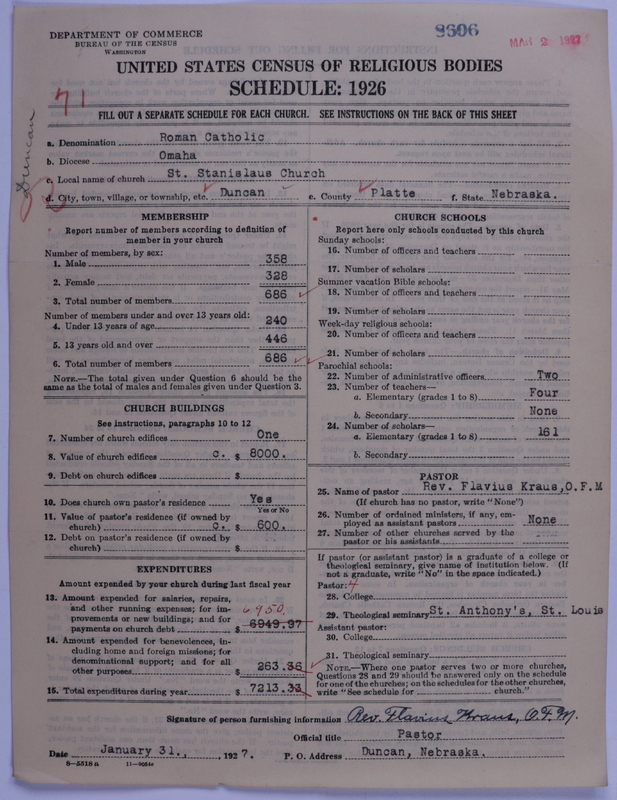 DEPARTMENT OF COMMERCE
BUREAU OF THE CENSUS
WASHINGTON
8606
MAR 2 1927
UNITED STATES CENSUS OF RELIGIOUS BODIES
SCHEDULE: 1926
71
Duncan
FILL OUT A SEPARATE SCHEDULE FOR EACH CHURCH. SEE INSTRUCTIONS ON THE BACK OF THIS SHEET
a. Denomination Roman Catholic
b. Diocese Omaha
c. Local name of church St. Stanislaus Church
d. City, town, village, or township, etc. Duncan e. County Platte f. State Nebraska.
MEMBERSHIP
Report number of members according to definition of member in your church
Number of members, by sex:
1. Male 358
2. Female 328
3. Total number of members 686
Number of members under and over 13 years old:
4. Under 13 years of age 240
5. 13 years old and over 446
6. Total number of members 686
NOTE.—The total given under Question 6 should be the
same as the total of males and females given under Question 3.
CHURCH BUILDINGS
See instructions, paragraphs 10 to 12
7. Number of church edifices One
8. Value of church edifices c. $ 8000.
9. Debt on church edifices $
10. Does church own pastor's residence Yes
Yes or No
11. Value of pastor's residence (if owned by
church) c. $ 600.
12. Debt on pastor's residence (if owned by
church) $
EXPENDITURES
Amount expended by your church during last fiscal year
13. Amount expended for salaries, repairs,
and other running expenses; for im-
provements or new buildings; and for
payments on church debt $ 6949.97
6950.
14. Amount expended for benevolences, in-
cluding home and foreign missions; for
denominational support; and for all
other purposes 263.36
15. Total expenditures during year $ 7213.33
CHURCH SCHOOLS
Report here only schools conducted by this church
Sunday schools:
16. Number of officers and teachers
17. Number of scholars
Summer vacation Bible schools:
18. Number of officers and teachers
19. Number of scholars
Week-day religious schools:
20. Number of officers and teachers
21. Number of scholars
Parochial schools:
22. Number of administrative officers Two
23. Number of teachers—
a. Elementary (grades 1 to 8) Four
b. Secondary None
24. Number of scholars—
a. Elementary (grades 1 to 8) 161
b. Secondary
PASTOR
25. Name of pastor Rev. Flavius Kraus,O.F.M
(If church has no pastor, write "None")
26. Number of ordained ministers, if any, em-
ployed as assistant pastors None
27. Number of other churches served by the
pastor or his assistants
If pastor (or assistant pastor) is a graduate of a college or
theological seminary, give name of institution below. (If
not a graduate, write "No" in the space indicated.)
Pastor: 4
28. College
29. Theological seminary St. Anthony's, St. Louis
Assistant pastor:
30. College
31. Theological seminary
NOTE.—Where one pastor serves two or more churches,
Questions 28 and 29 should be answered only on the schedule
for one of the churches; on the schedules for the other churches,
write "See schedule for church."
Signature of person furnishing information Rev. Flavius Kraus, O.F.M.
Official title Pastor
Date January 31., 1927. P. O. Address Duncan, Nebraska.
8-5518 a